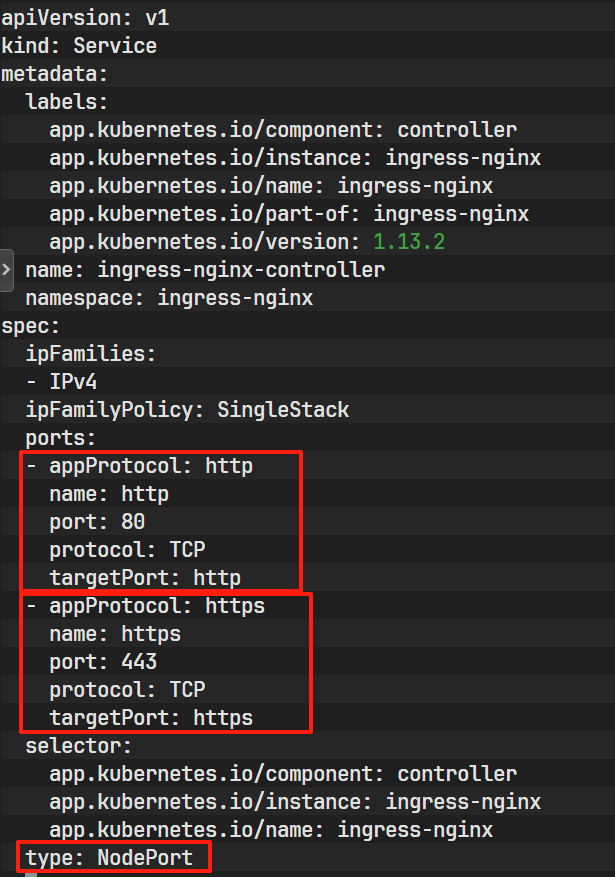 apiVersion: v1
kind: Service
metadata:
  labels:
    app.kubernetes.io/component: controller
    app.kubernetes.io/instance: ingress-nginx
    app.kubernetes.io/name: ingress-nginx
    app.kubernetes.io/part-of: ingress-nginx
    app.kubernetes.io/version: 1.13.2
  name: ingress-nginx-controller
  namespace: ingress-nginx
spec:
  ipFamilies:
  - IPv4
  ipFamilyPolicy: SingleStack
  ports:
  - appProtocol: http
    name: http
    port: 80
    protocol: TCP
    targetPort: http
  - appProtocol: https
    name: https
    port: 443
    protocol: TCP
    targetPort: https
  selector:
    app.kubernetes.io/component: controller
    app.kubernetes.io/instance: ingress-nginx
    app.kubernetes.io/name: ingress-nginx
  type: NodePort